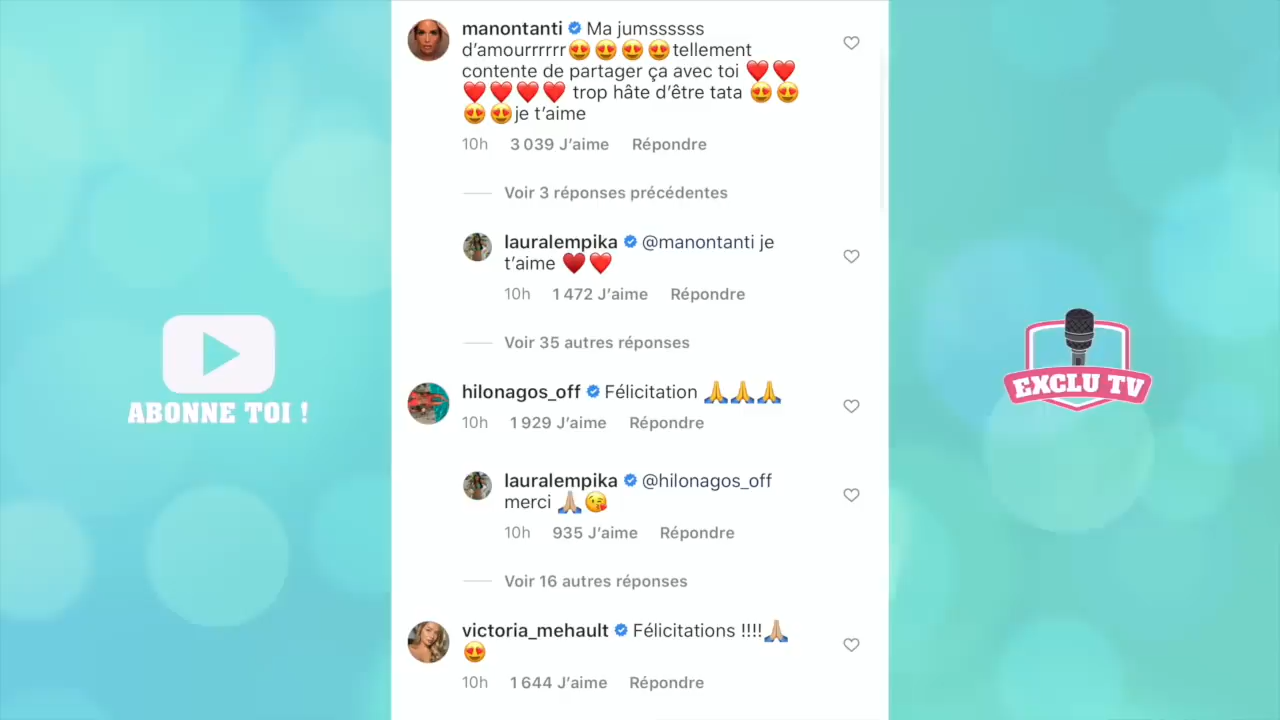 manontanti Ma jumssssss
d’amourrrrrr😍😍😍😍tellement
contente de partager ça avec toi ❤️❤️
❤️❤️❤️❤️ trop hâte d’être tata 😍😍
😍😍je t’aime
10h 3 039 J’aime Répondre
Voir 3 réponses précédentes
lauralempika @manontanti je
t’aime ♥️❤️
10h 1 472 J’aime Répondre
Voir 35 autres réponses
hilonagos_off Félicitation 🙏🙏🙏
10h 1 929 J’aime Répondre
lauralempika @hilonagos_off
merci 🙏🏼😘
10h 935 J’aime Répondre
Voir 16 autres réponses
victoria_mehault Félicitations !!!!🙏🏼
😍
10h 1 644 J’aime Répondre
ABONNE TOI !
EXCLU TV